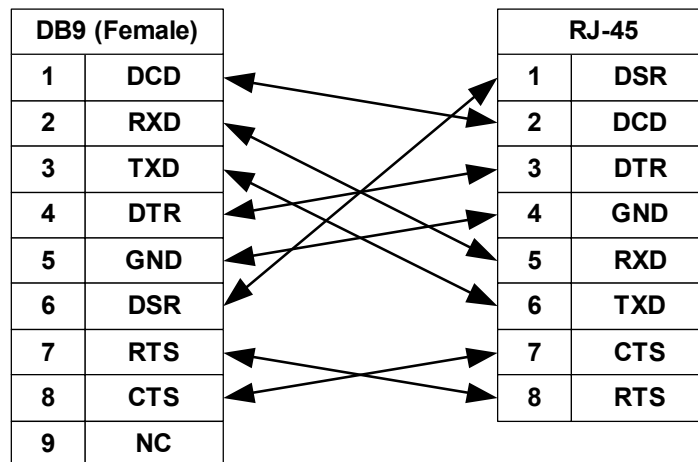 DB9 (Female)
1 DCD
2 RXD
3 TXD
4 DTR
5 GND
6 DSR
7 RTS
8 CTS
9 NC
RJ-45
1 DSR
2 DCD
3 DTR
4 GND
5 RXD
6 TXD
7 CTS
8 RTS